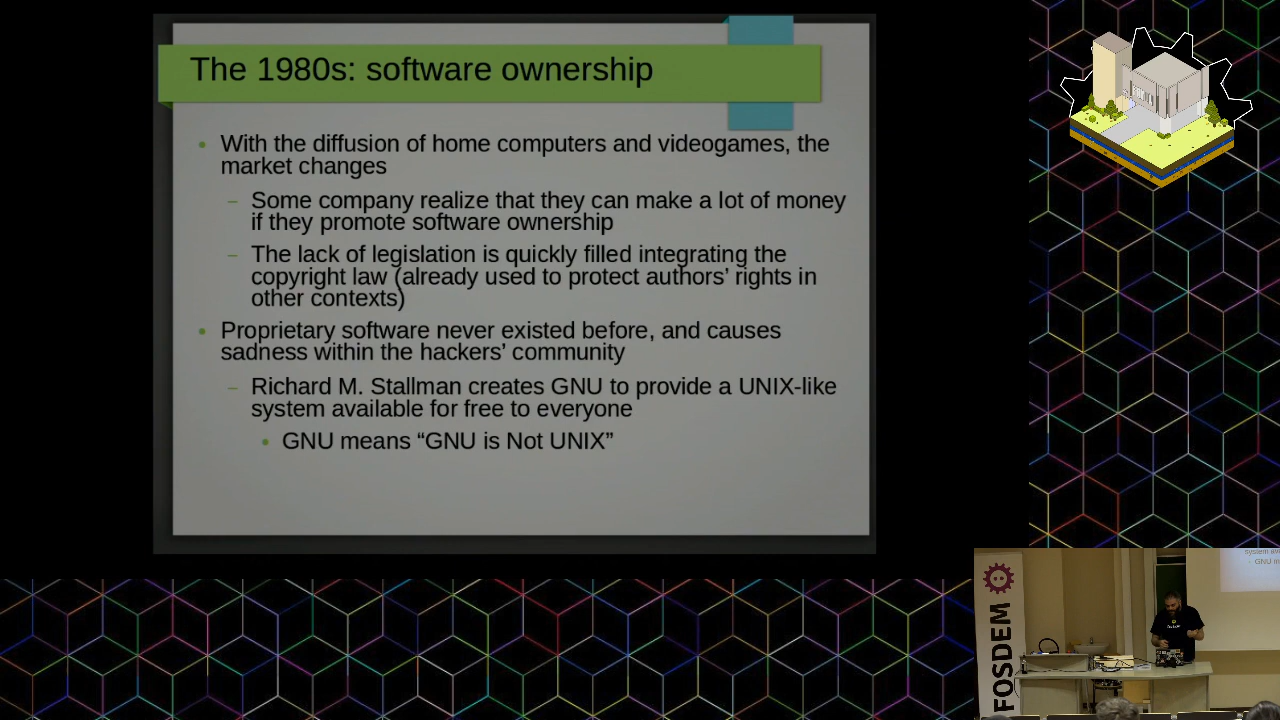 The 1980s: software ownership
With the diffusion of home computers and videogames, the
market changes
Some company realize that they can make a lot of money
if they promote software ownership
The lack of legislation is quickly filled integrating the
copyright law (already used to protect authors’ rights in
other contexts)
Proprietary software never existed before, and causes
sadness within the hackers’ community
Richard M. Stallman creates GNU to provide a UNIX-like
system available for free to everyone
GNU means “GNU is Not UNIX”
FOSDEM